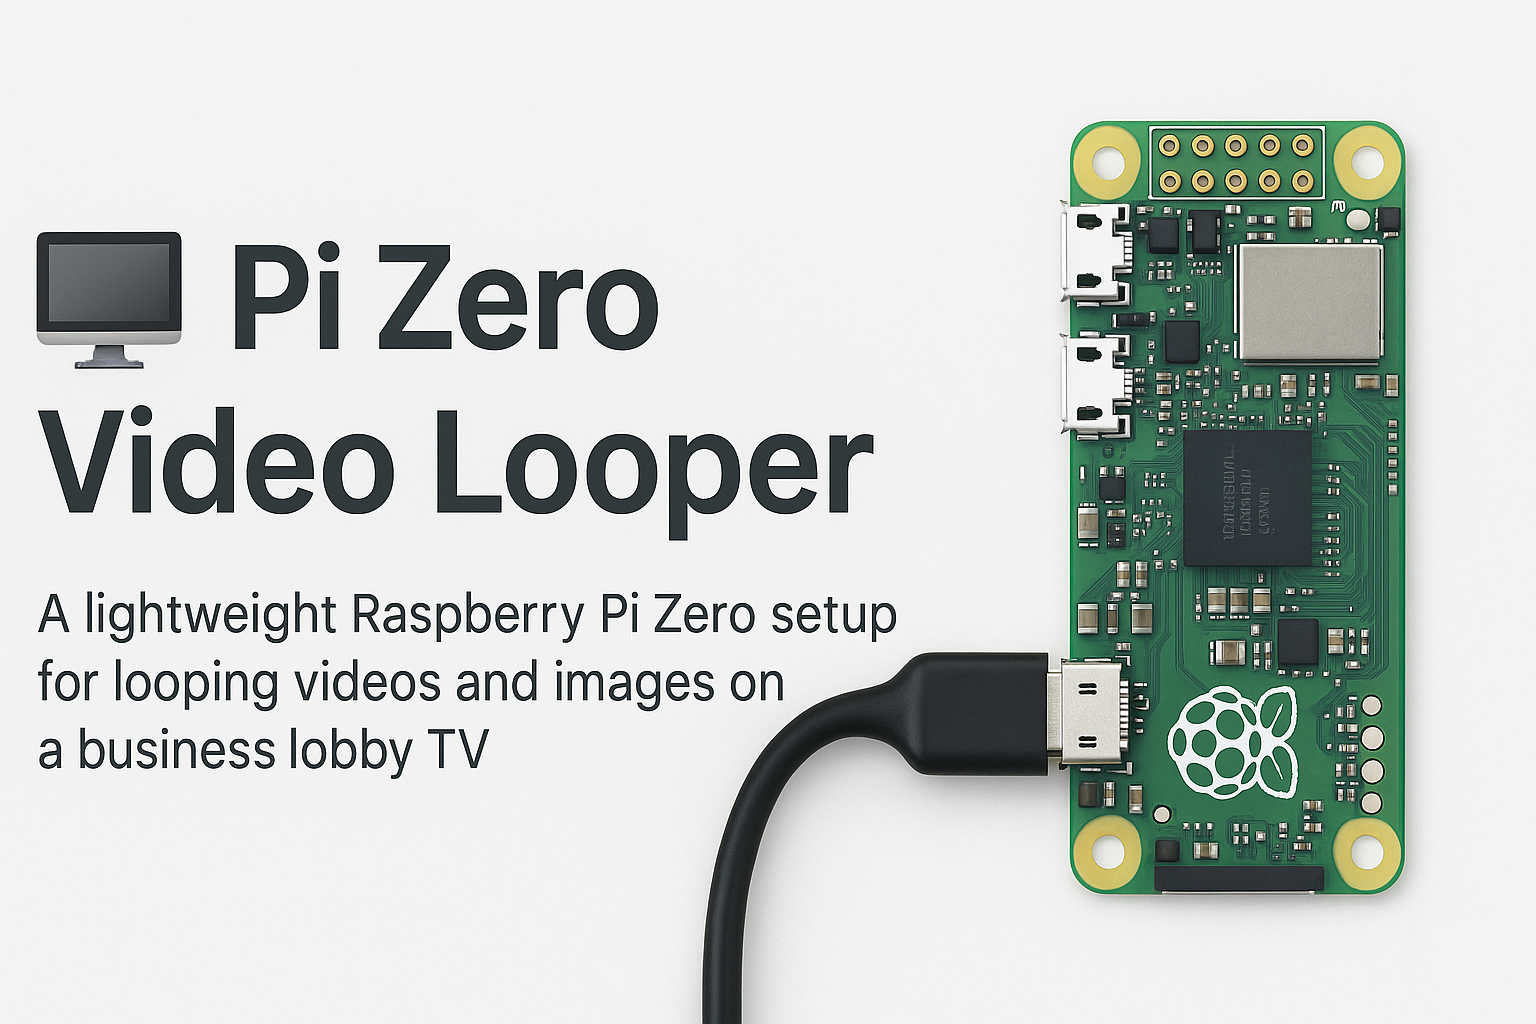 Pi Zero
Video Looper
A lightweight Raspberry Pi Zero setup
for looping videos and images on
a business lobby TV